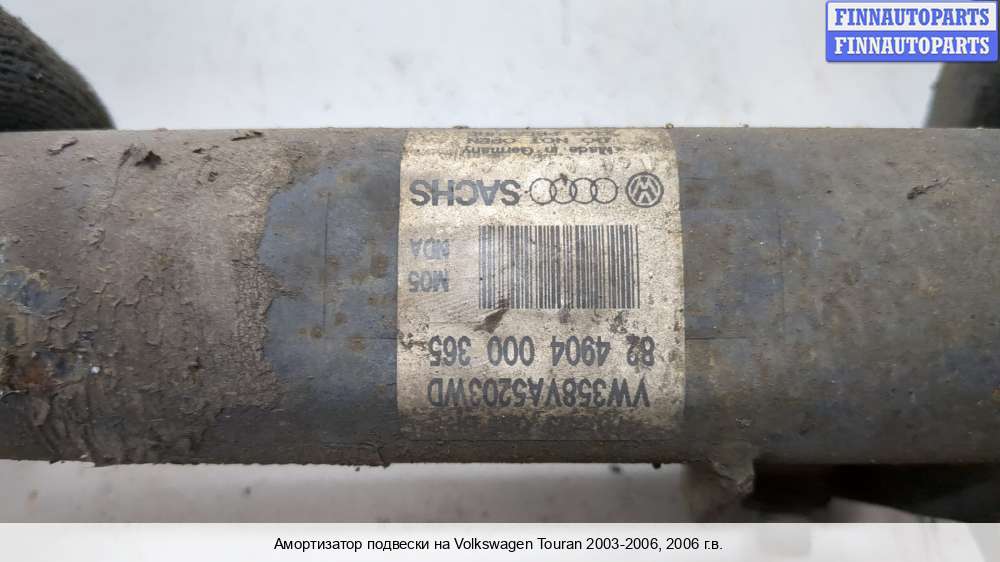 FINNAUTOPARTS
FINNAUTOPARTS
VW358VA5203WD
82 4904 000 365
M05
MDA
SACHS
Made in Germany
Амортизатор подвески на Volkswagen Touran 2003-2006, 2006 г.в.